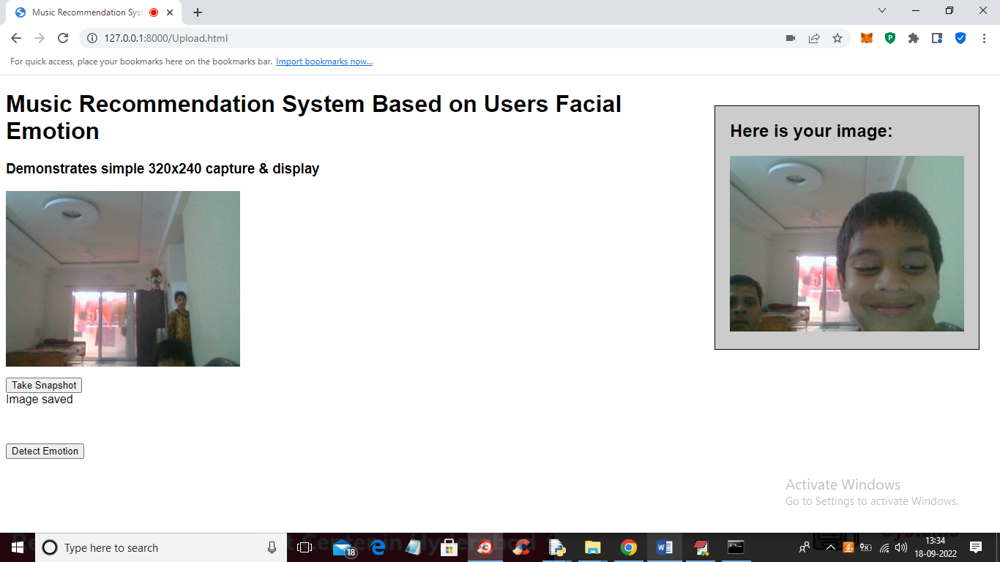 Music Recommendation Syst
127.0.0.1:8000/Upload.html
For quick access, place your bookmarks here on the bookmarks bar. Import bookmarks now...
Music Recommendation System Based on Users Facial
Emotion
Demonstrates simple 320x240 capture & display
Take Snapshot
Image saved
Detect Emotion
Here is your image:
Activate Windows
Go to Settings to activate Windows.
Type here to search
18
13:34
18-09-2022